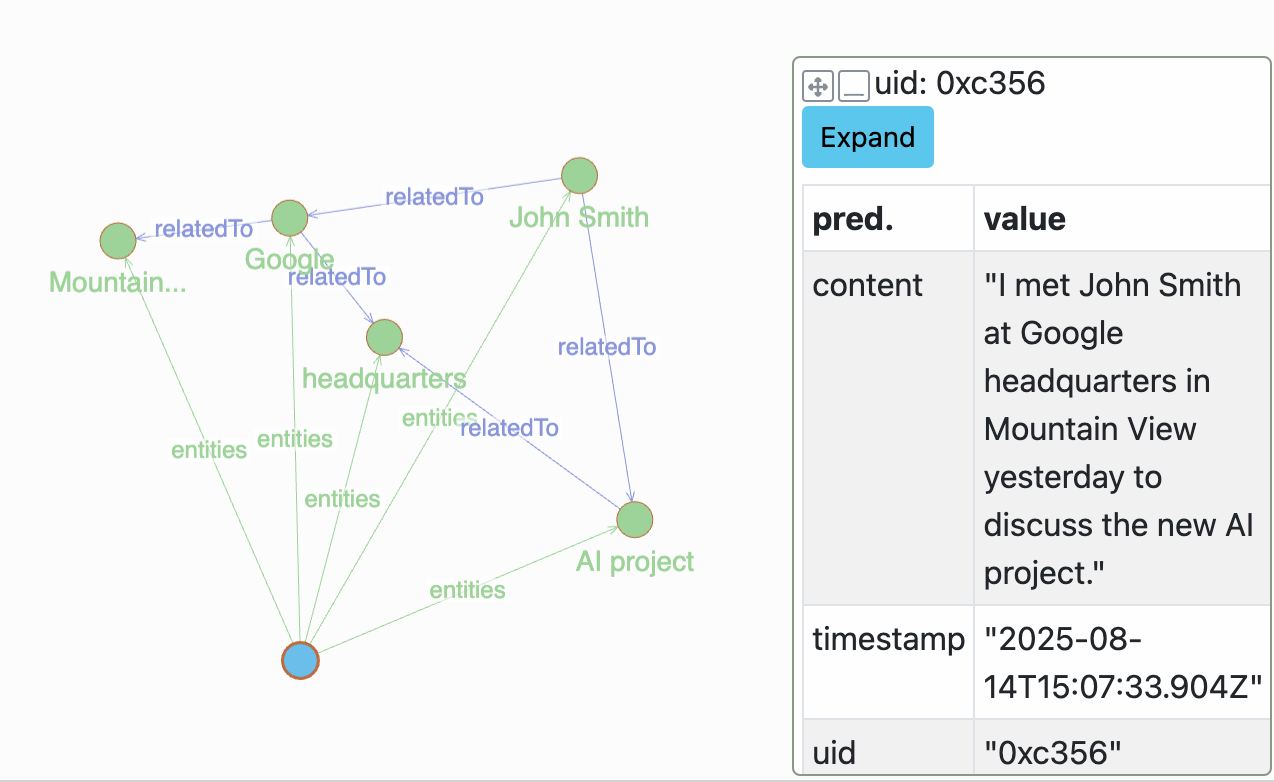 uid: 0xc356
Expand
pred. value
content "I met John Smith
at Google
headquarters in
Mountain View
yesterday to
discuss the new AI
project."
timestamp "2025-08-
14T15:07:33.904Z"
uid "0xc356"
relatedTo
John Smith
relatedTo
Google
relatedTo
Mountain...
relatedTo
headquarters
entities
relatedTo
entities
entities
entities
AI project
entities